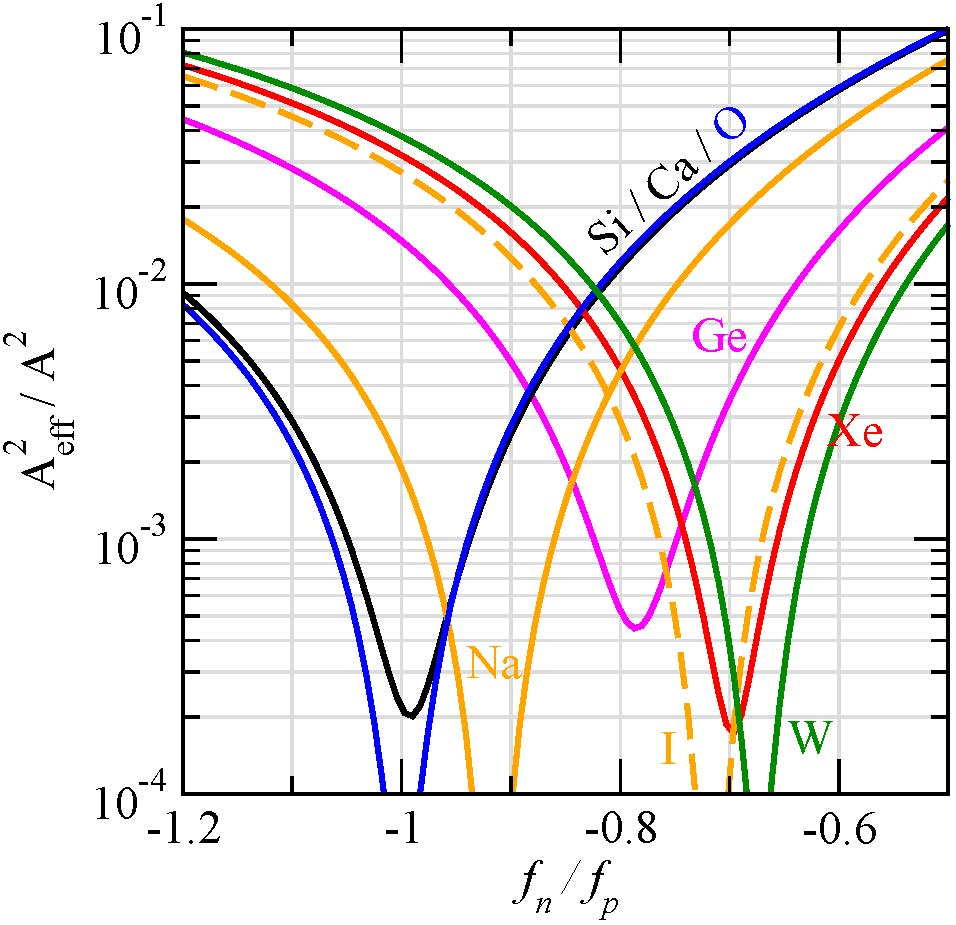 10^-1
10^-2
10^-3
10^-4
A^2_eff / A^2
Si / Ca / O
Ge
Xe
Na
I
W
-1.2 -1 -0.8 -0.6
f_n / f_p